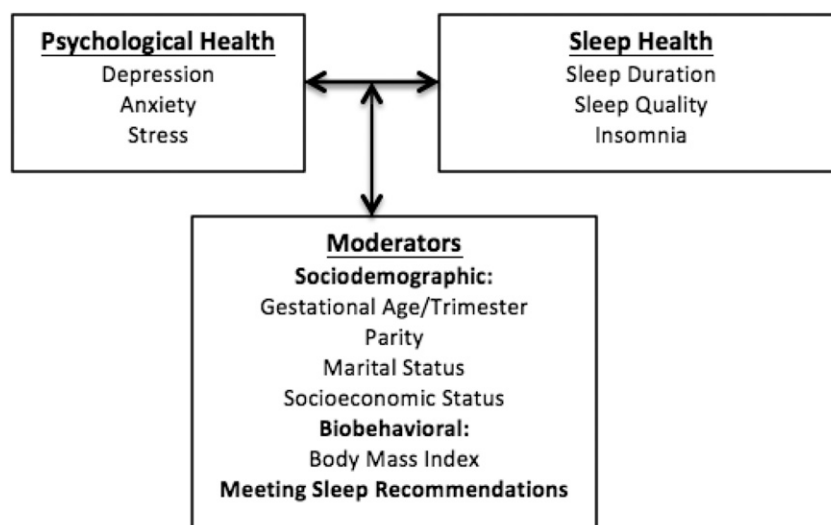 Psychological Health
Depression
Anxiety
Stress
Sleep Health
Sleep Duration
Sleep Quality
Insomnia
Moderators
Sociodemographic:
Gestational Age/Trimester
Parity
Marital Status
Socioeconomic Status
Biobehavioral:
Body Mass Index
Meeting Sleep Recommendations